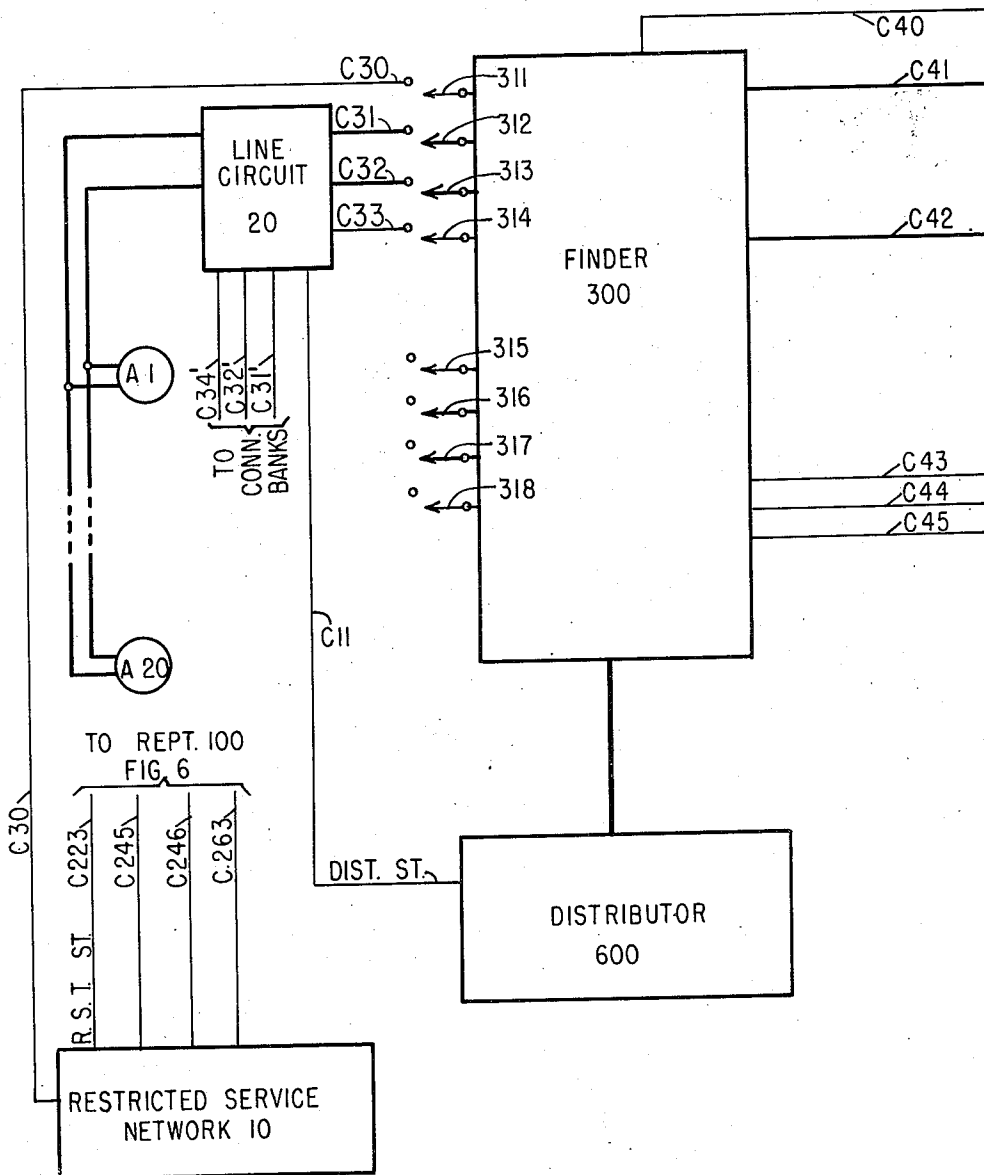 C40
C30
311
C41
C31
312
LINE
CIRCUIT
20
C32
313
C33
314
C42
FINDER
300
315
A1
316
C34'
C32'
C31'
317
TO
CONN.
BANKS
318
C43
C44
C45
C11
A 20
TO REPT. 100
FIG. 6
C30
C223
C245
C246
C263
R.S.T. ST.
DIST. ST.
DISTRIBUTOR
600
RESTRICTED SERVICE
NETWORK 10